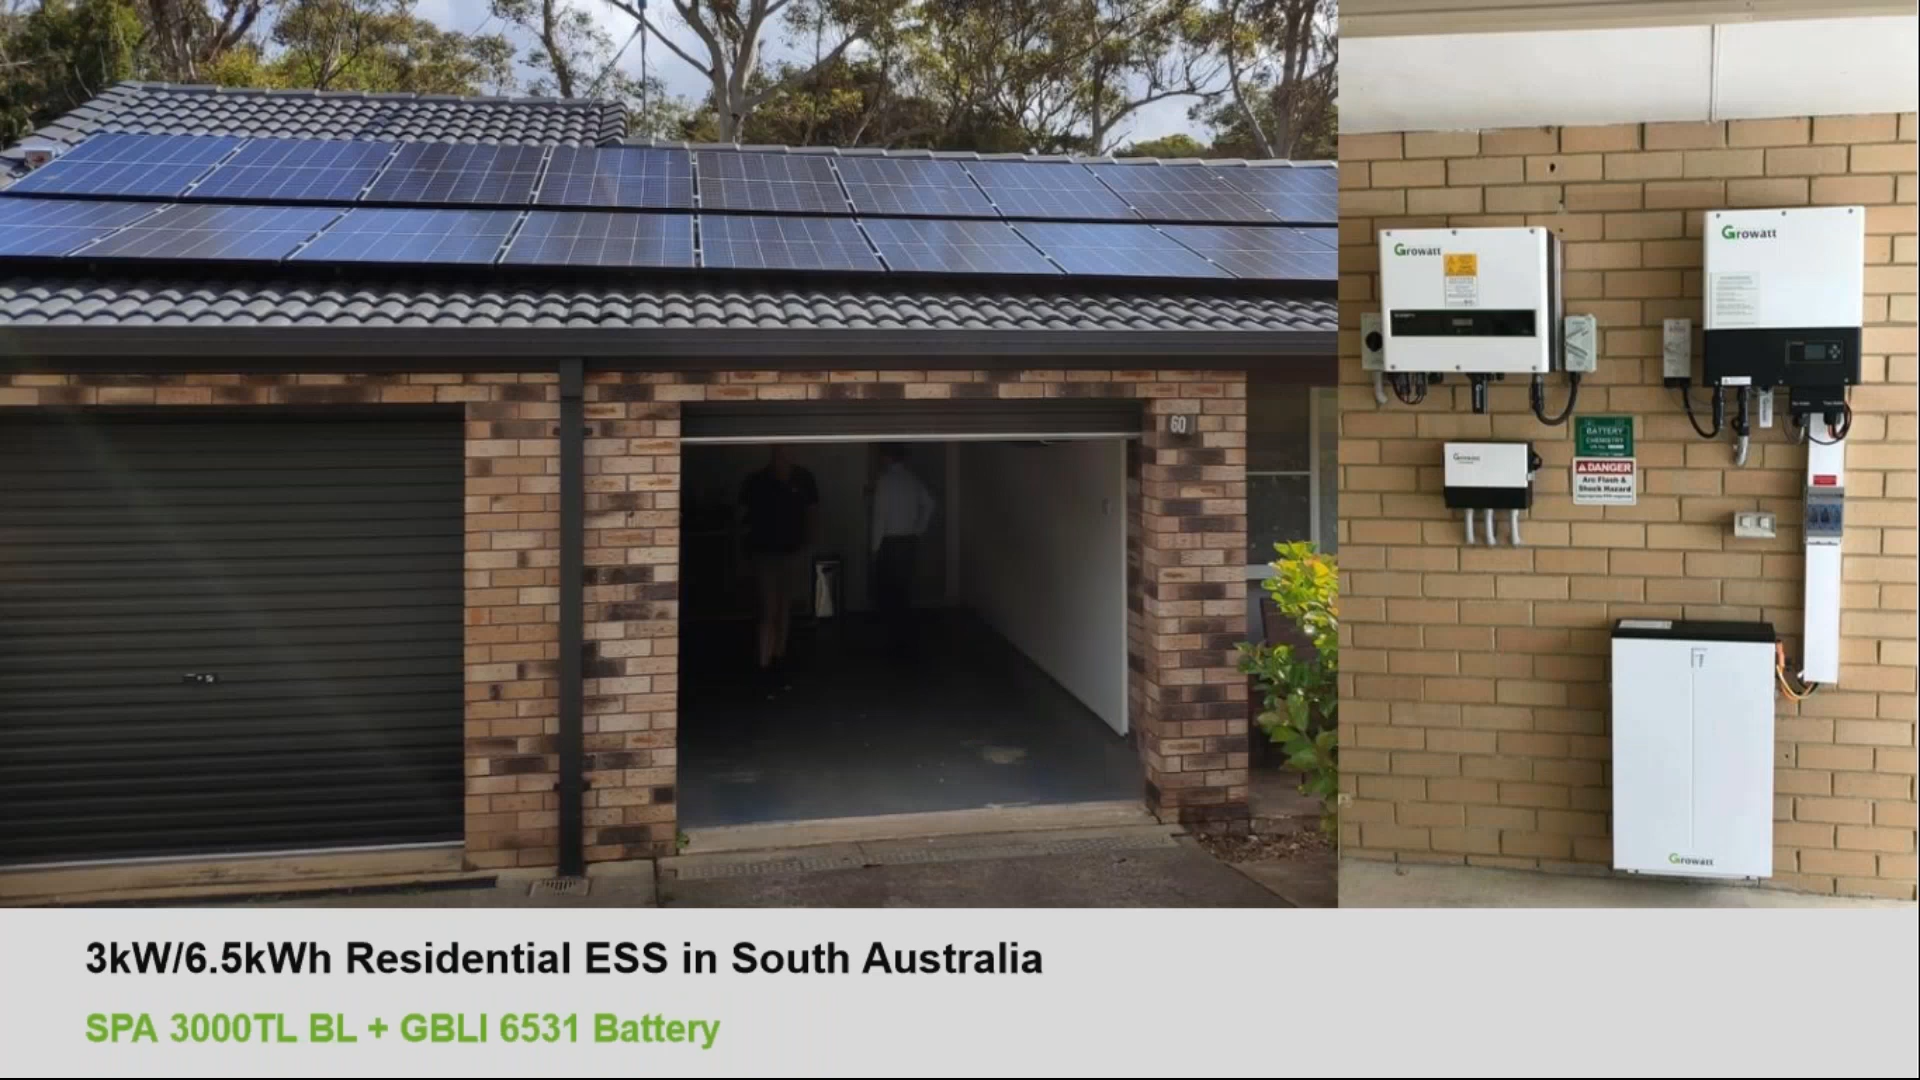 60
Growatt
Growatt
Growatt
BATTERY
CHEMISTRY
DANGER
Arc Flash &
Shock Hazard
Growatt
3kW/6.5kWh Residential ESS in South Australia
SPA 3000TL BL + GBLI 6531 Battery